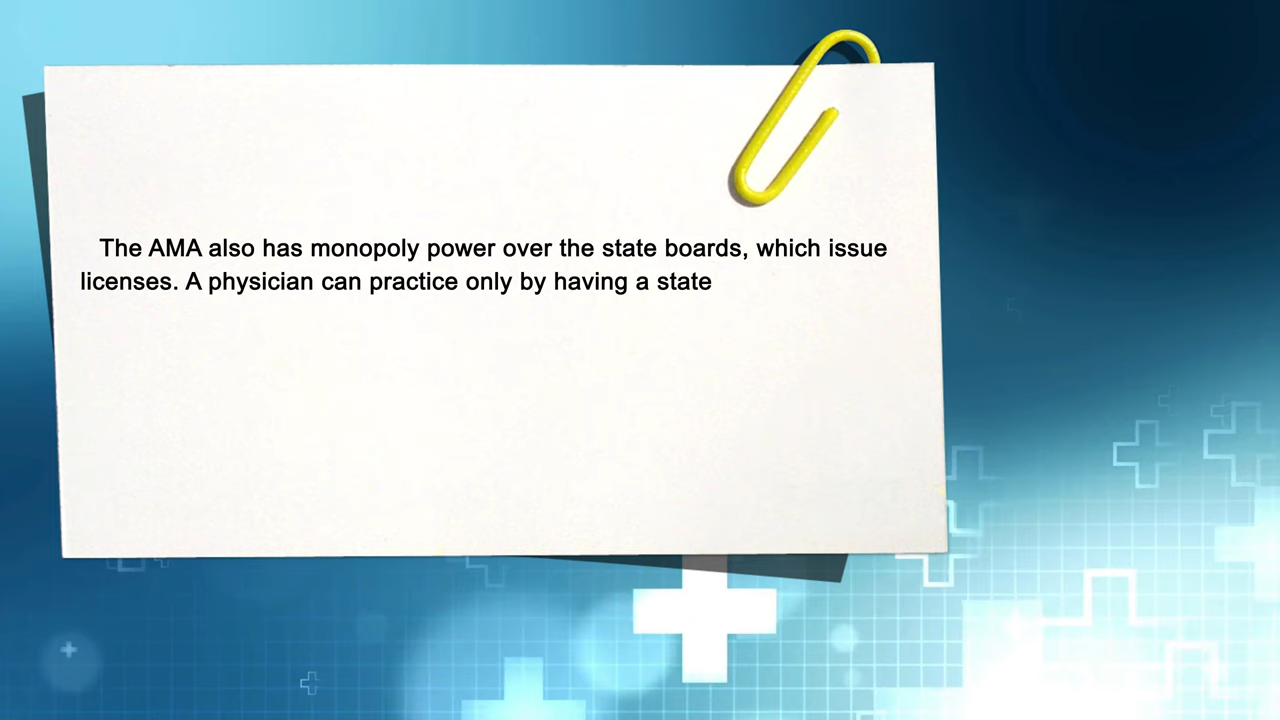 The AMA also has monopoly power over the state boards, which issue
licenses. A physician can practice only by having a state